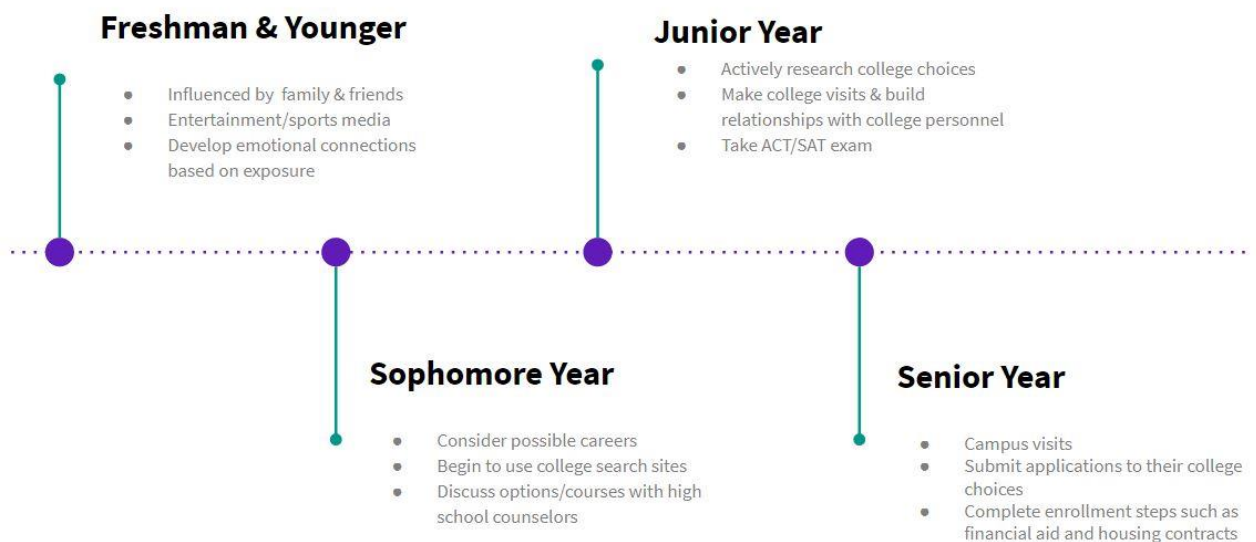 Freshman & Younger
● Influenced by family & friends
● Entertainment/sports media
● Develop emotional connections
based on exposure
Sophomore Year
● Consider possible careers
● Begin to use college search sites
● Discuss options/courses with high
school counselors
Junior Year
● Actively research college choices
● Make college visits & build
relationships with college personnel
● Take ACT/SAT exam
Senior Year
● Campus visits
● Submit applications to their college
choices
● Complete enrollment steps such as
financial aid and housing contracts